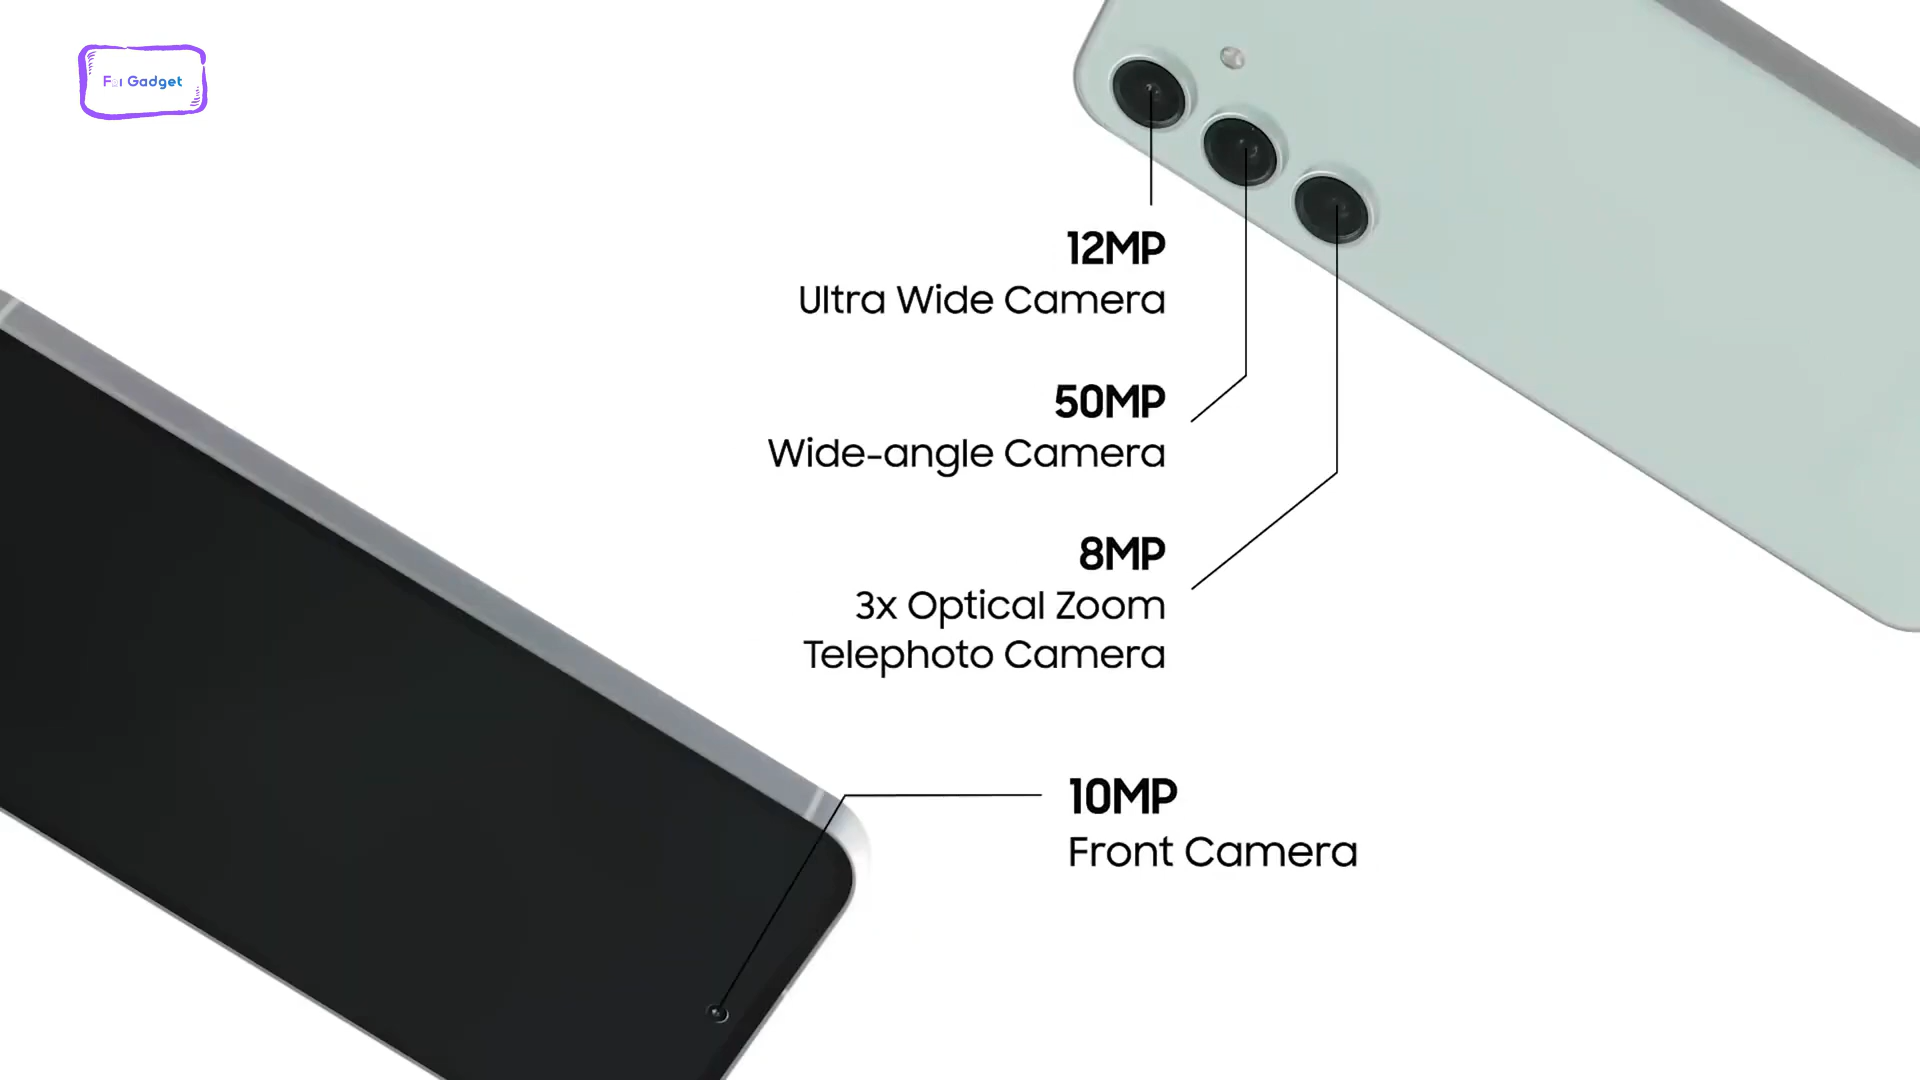 Gadget
12MP
Ultra Wide Camera
50MP
Wide-angle Camera
8MP
3x Optical Zoom
Telephoto Camera
10MP
Front Camera